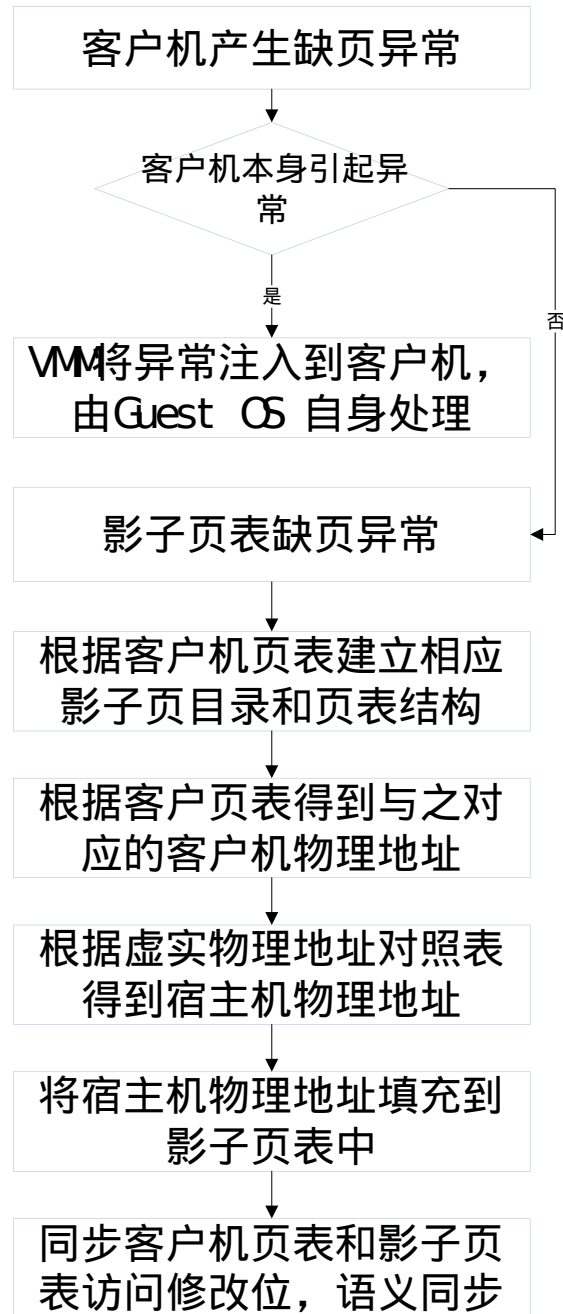 客户机产生缺页异常
客户机本身引起异
常
是
否
VMM将异常注入到客户机，
由Guest OS 自身处理
影子页表缺页异常
根据客户机页表建立相应
影子页目录和页表结构
根据客户页表得到与之对
应的客户机物理地址
根据虚实物理地址对照表
得到宿主机物理地址
将宿主机物理地址填充到
影子页表中
同步客户机页表和影子页
表访问修改位，语义同步